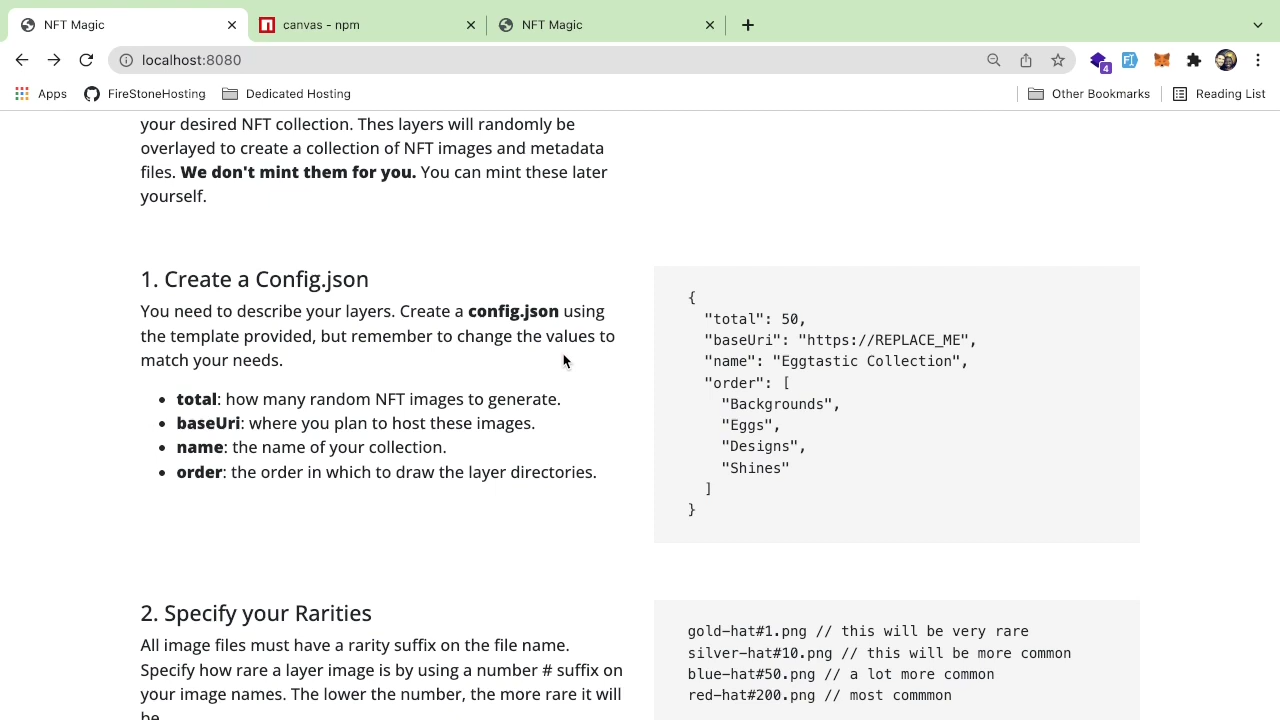 NFT Magic
canvas - npm
NFT Magic
localhost:8080
4
Apps
FireStoneHosting
Dedicated Hosting
Other Bookmarks
Reading List
your desired NFT collection. Thes layers will randomly be
overlayed to create a collection of NFT images and metadata
files. We don't mint them for you. You can mint these later
yourself.
1. Create a Config.json
You need to describe your layers. Create a config.json using
the template provided, but remember to change the values to
match your needs.
• total: how many random NFT images to generate.
• baseUri: where you plan to host these images.
• name: the name of your collection.
• order: the order in which to draw the layer directories.
{
"total": 50,
"baseUri": "https://REPLACE_ME",
"name": "Eggtastic Collection",
"order": [
"Backgrounds",
"Eggs",
"Designs",
"Shines"
]
}
2. Specify your Rarities
All image files must have a rarity suffix on the file name.
Specify how rare a layer image is by using a number # suffix on
your image names. The lower the number, the more rare it will
be.
gold-hat#1.png // this will be very rare
silver-hat#10.png // this will be more common
blue-hat#50.png // a lot more common
red-hat#200.png // most commmon